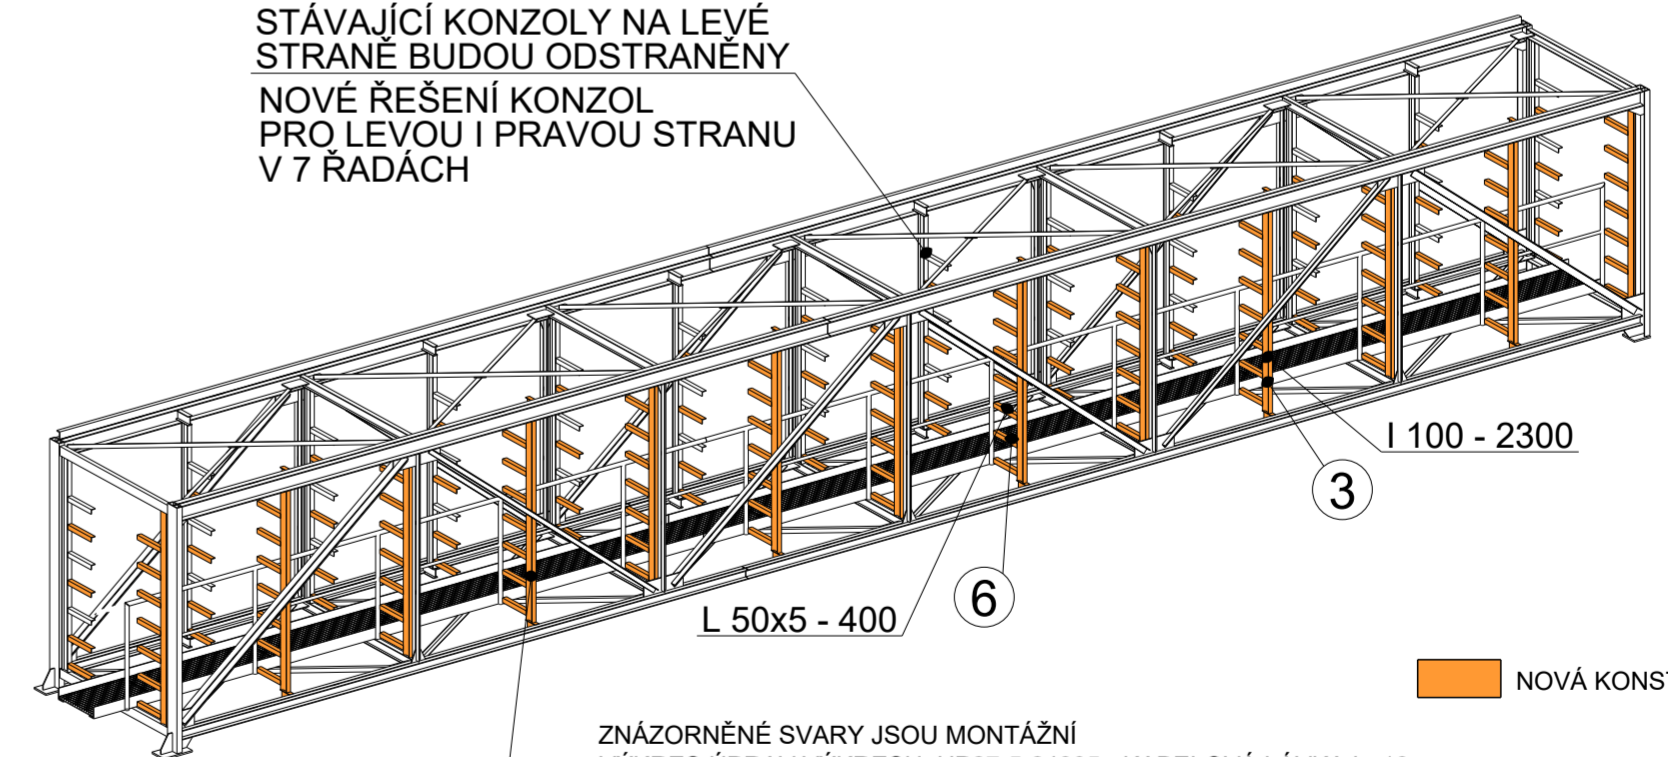 STÁVAJÍCÍ KONZOLY NA LEVÉ
STRANĚ BUDOU ODSTRANĚNY
NOVÉ ŘEŠENÍ KONZOL
PRO LEVOU I PRAVOU STRANU
V 7 ŘADÁCH
I 100 - 2300
3
6
L 50x5 - 400
NOVÁ
ZNÁZORNĚNÉ SVARY JSOU MONTÁŽNÍ